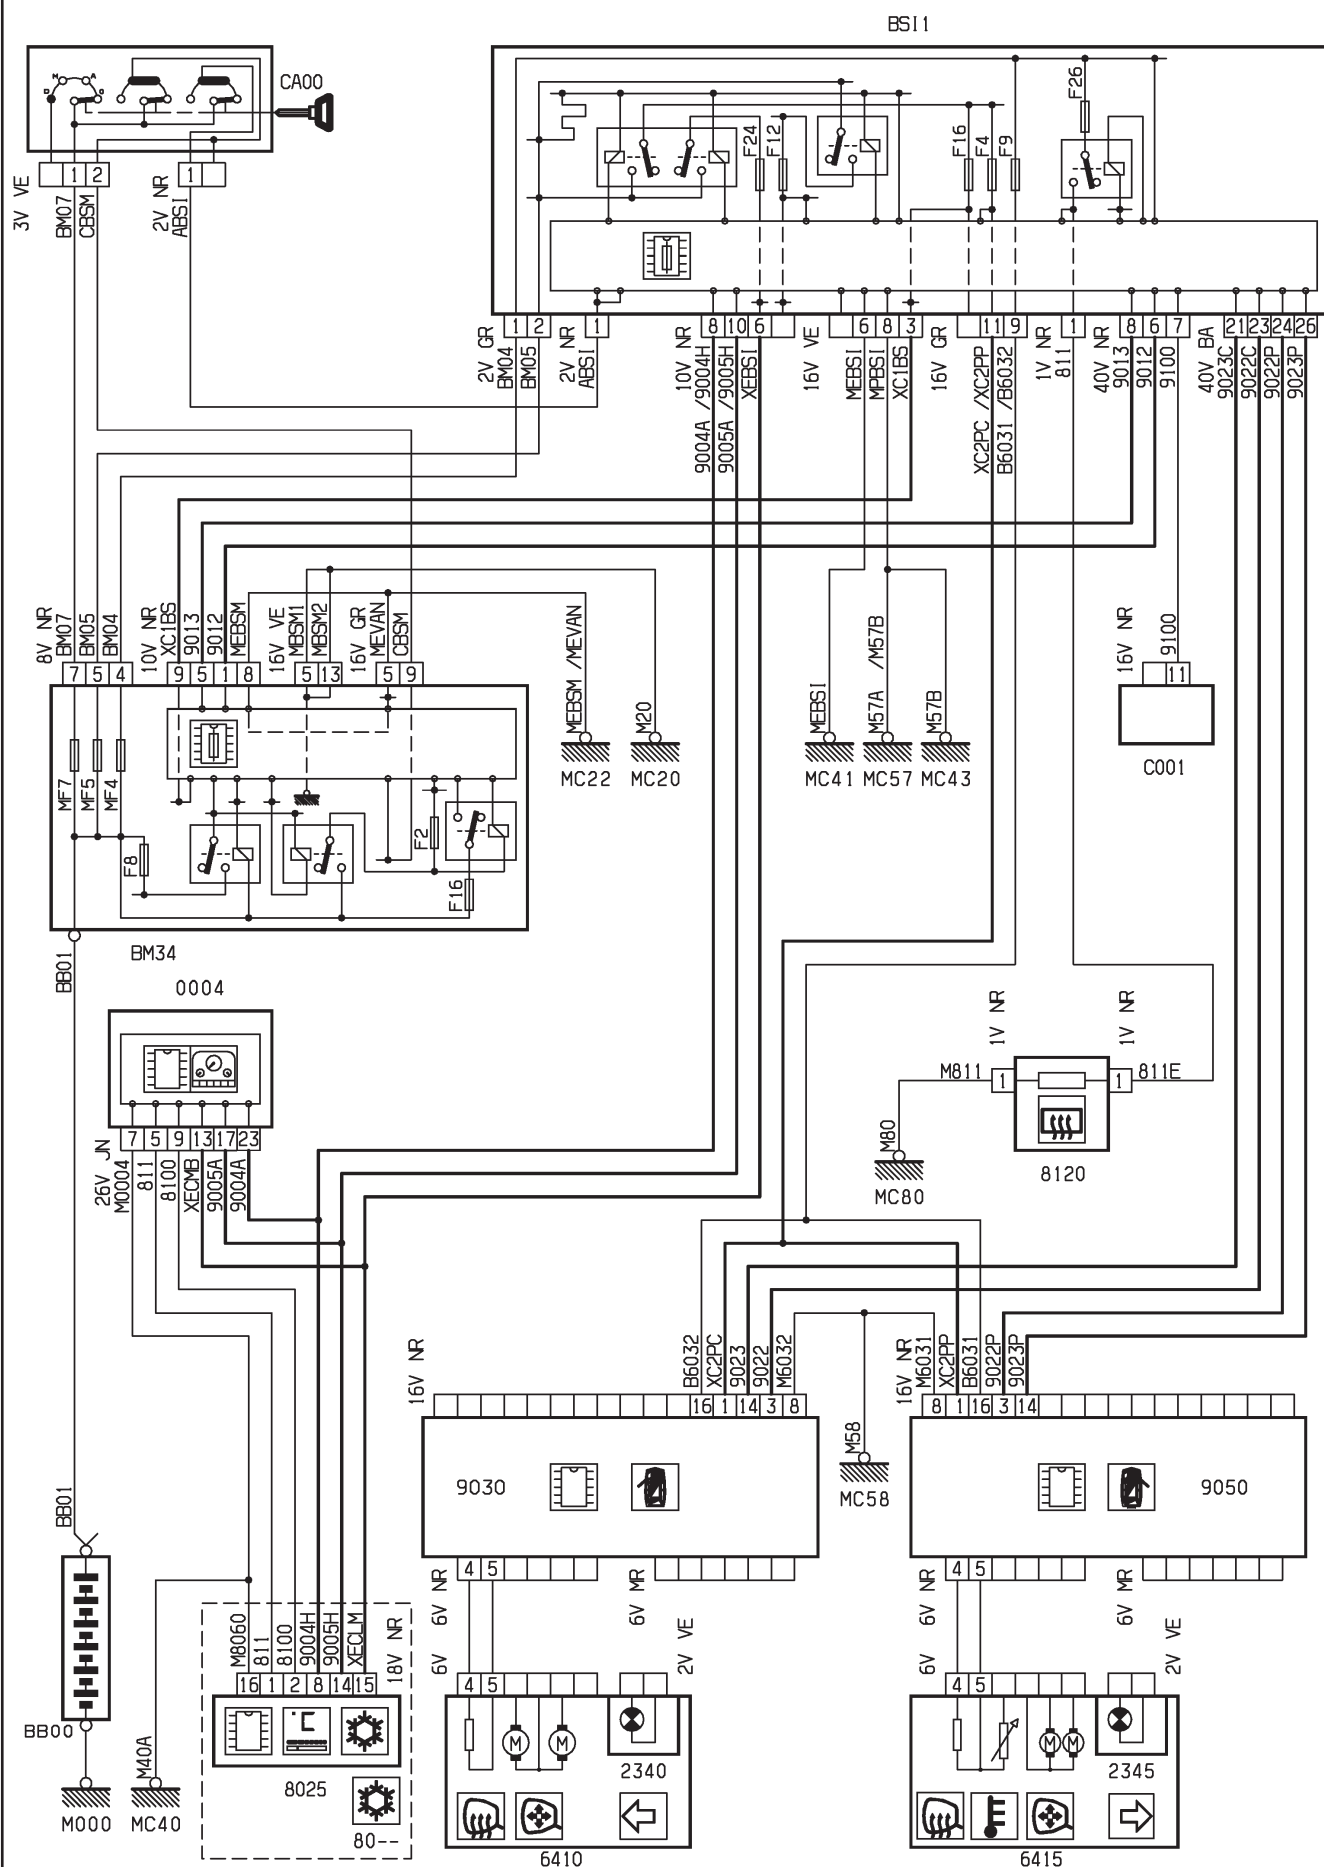 BSI1
CA00
N
A
D
G
1
2
1
3V VE
BM07
CBSM
2V NR
ABSI
F24
F12
F16
F4
F9
F26
1
2
1
8
10
6
6
8
3
11
9
1
8
6
7
21
23
24
26
2V GR
BM04
BM05
2V NR
ABSI
10V NR
9004A /9004H
9005A /9005H
XEBSI
16V VE
MEBSI
MPBSI
XC1BS
16V GR
XC2PC /XC2PP
B6031 /B6032
1V NR
811
40V NR
9013
9012
9100
40V BA
9023C
9022C
9022P
9023P
8V NR
BM07
BM05
BM04
10V NR
XC1BS
9013
9012
MEBSM
16V VE
MBSM1
MBSM2
16V GR
MEVAN
CBSM
7
5
4
9
5
1
8
5
13
5
9
MEBSM /MEVAN
M20
MEBSI
M57A /M57B
M57B
MC22
MC20
MC41
MC57
MC43
16V NR
9100
11
C001
MF7
MF5
MF4
F8
F2
F16
BM34
BB01
0004
7
5
9
13
17
23
26V JN
M0004
811
8100
XECMB
9005A
9004A
1V NR
1V NR
M811
1
1
811E
M80
MC80
8120
16V NR
B6032
XC2PC
9023
9022
M6032
16V NR
M6031
XC2PP
B6031
9022P
9023P
16
1
14
3
8
8
1
16
3
14
9030
M58
MC58
9050
BB01
4
5
4
5
6V NR
6V MR
6V NR
6V MR
6V
2V VE
6V
2V VE
M8060
811
8100
9004H
9005H
XECLM
18V NR
16
1
2
8
14
15
4
5
4
5
°C
M
M
M
M
BB00
M40A
8025
2340
2345
M000
MC40
80--
6410
6415